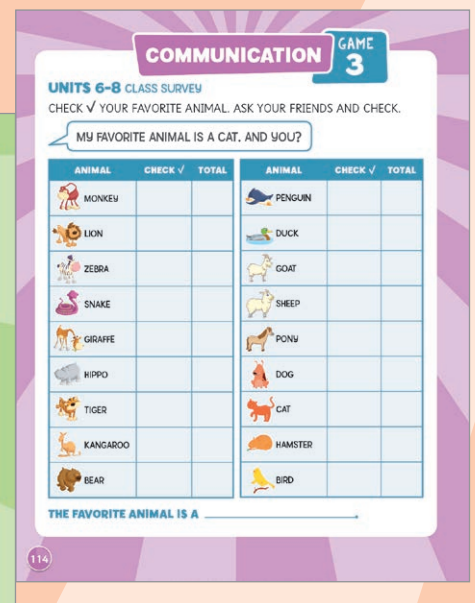 COMMUNICATION
GAME
3
UNITS 6-8 CLASS SURVEY
CHECK √ YOUR FAVORITE ANIMAL. ASK YOUR FRIENDS AND CHECK.
MY FAVORITE ANIMAL IS A CAT. AND YOU?
ANIMAL CHECK √ TOTAL
MONKEY
LION
ZEBRA
SNAKE
GIRAFFE
HIPPO
TIGER
KANGAROO
BEAR
ANIMAL CHECK √ TOTAL
PENGUIN
DUCK
GOAT
SHEEP
PONY
DOG
CAT
HAMSTER
BIRD
THE FAVORITE ANIMAL IS A ____________________.
114